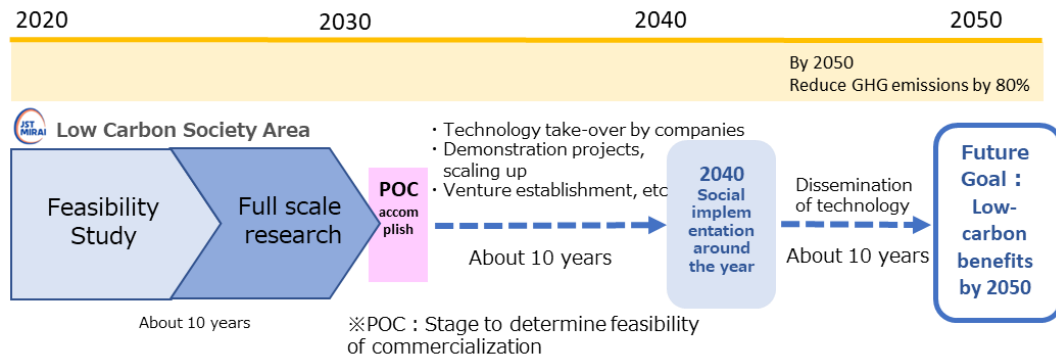 2020
2030
2040
2050
By 2050
Reduce GHG emissions by 80%
JST
MIRAI
Low Carbon Society Area
・Technology take-over by companies
・Demonstration projects,
scaling up
・Venture establishment, etc
Feasibility
Study
Full scale
research
POC
accom
plish
About 10 years
2040
Social
implem
entation
around
the year
Dissemination
of technology
About 10 years
Future
Goal：
Low-
carbon
benefits
by 2050
About 10 years
※POC : Stage to determine feasibility
of commercialization